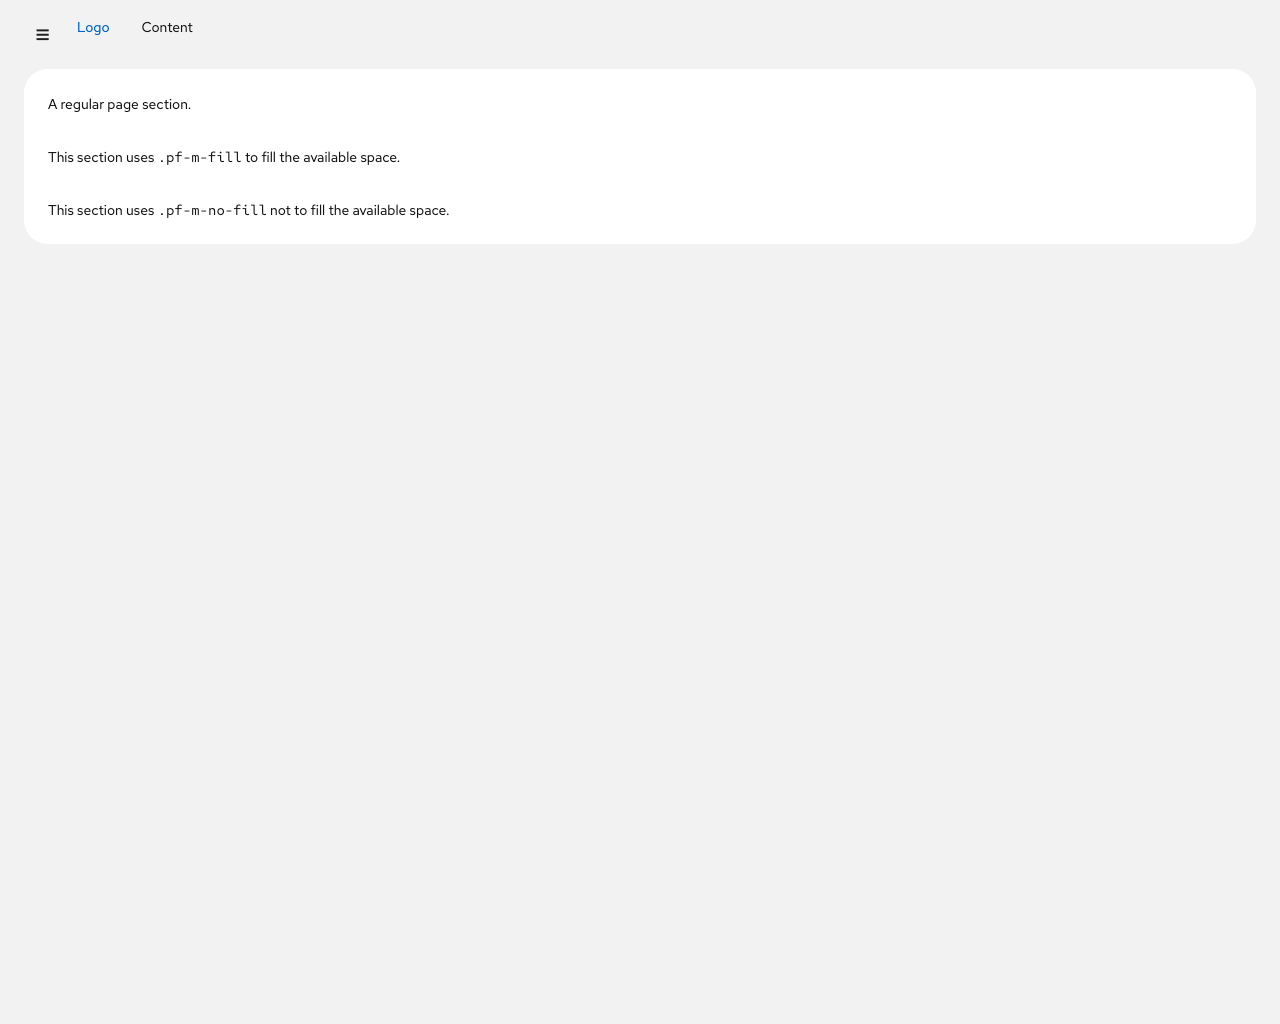 Logo Content
A regular page section.
This section uses .pf-m-fill to fill the available space.
This section uses .pf-m-no-fill not to fill the available space.